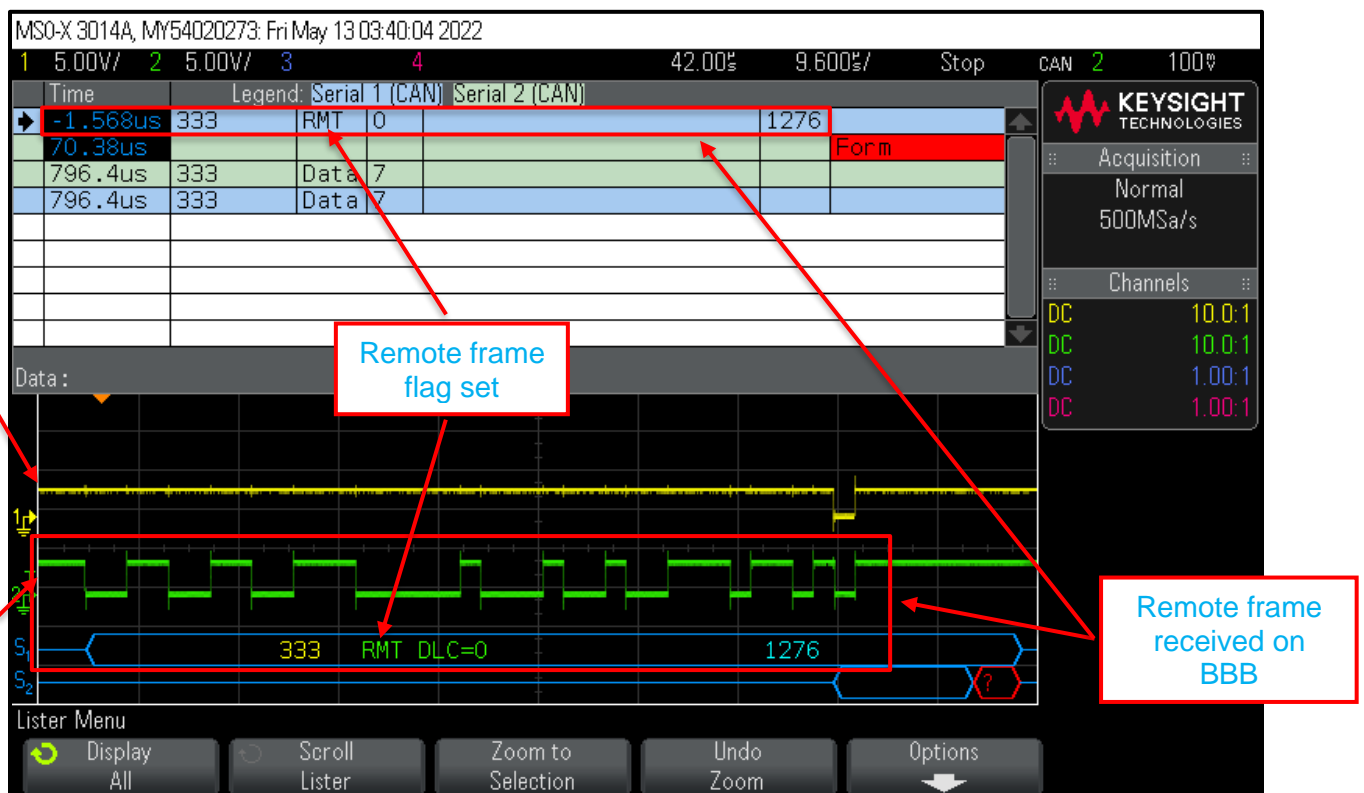 MSO-X 3014A, MY54020273: Fri May 13 03:40:04 2022
1 5.00V/ 2 5.00V/ 3 4 42.00us 9.600us/ Stop CAN 2 100V
Time Legend: Serial 1 (CAN) Serial 2 (CAN)
-1.568us 333 RMT 0 1276
70.38us Form
796.4us 333 Data 7
796.4us 333 Data 7
Data:
KEYSIGHT
TECHNOLOGIES
Acquisition
Normal
500MSa/s
Channels
DC 10.0:1
DC 10.0:1
DC 1.00:1
DC 1.00:1
Remote frame
flag set
1
2
S1 333 RMT DLC=0 1276
S2 ?
Remote frame
received on
BBB
Lister Menu
Display
All
Scroll
Lister
Zoom to
Selection
Undo
Zoom
Options